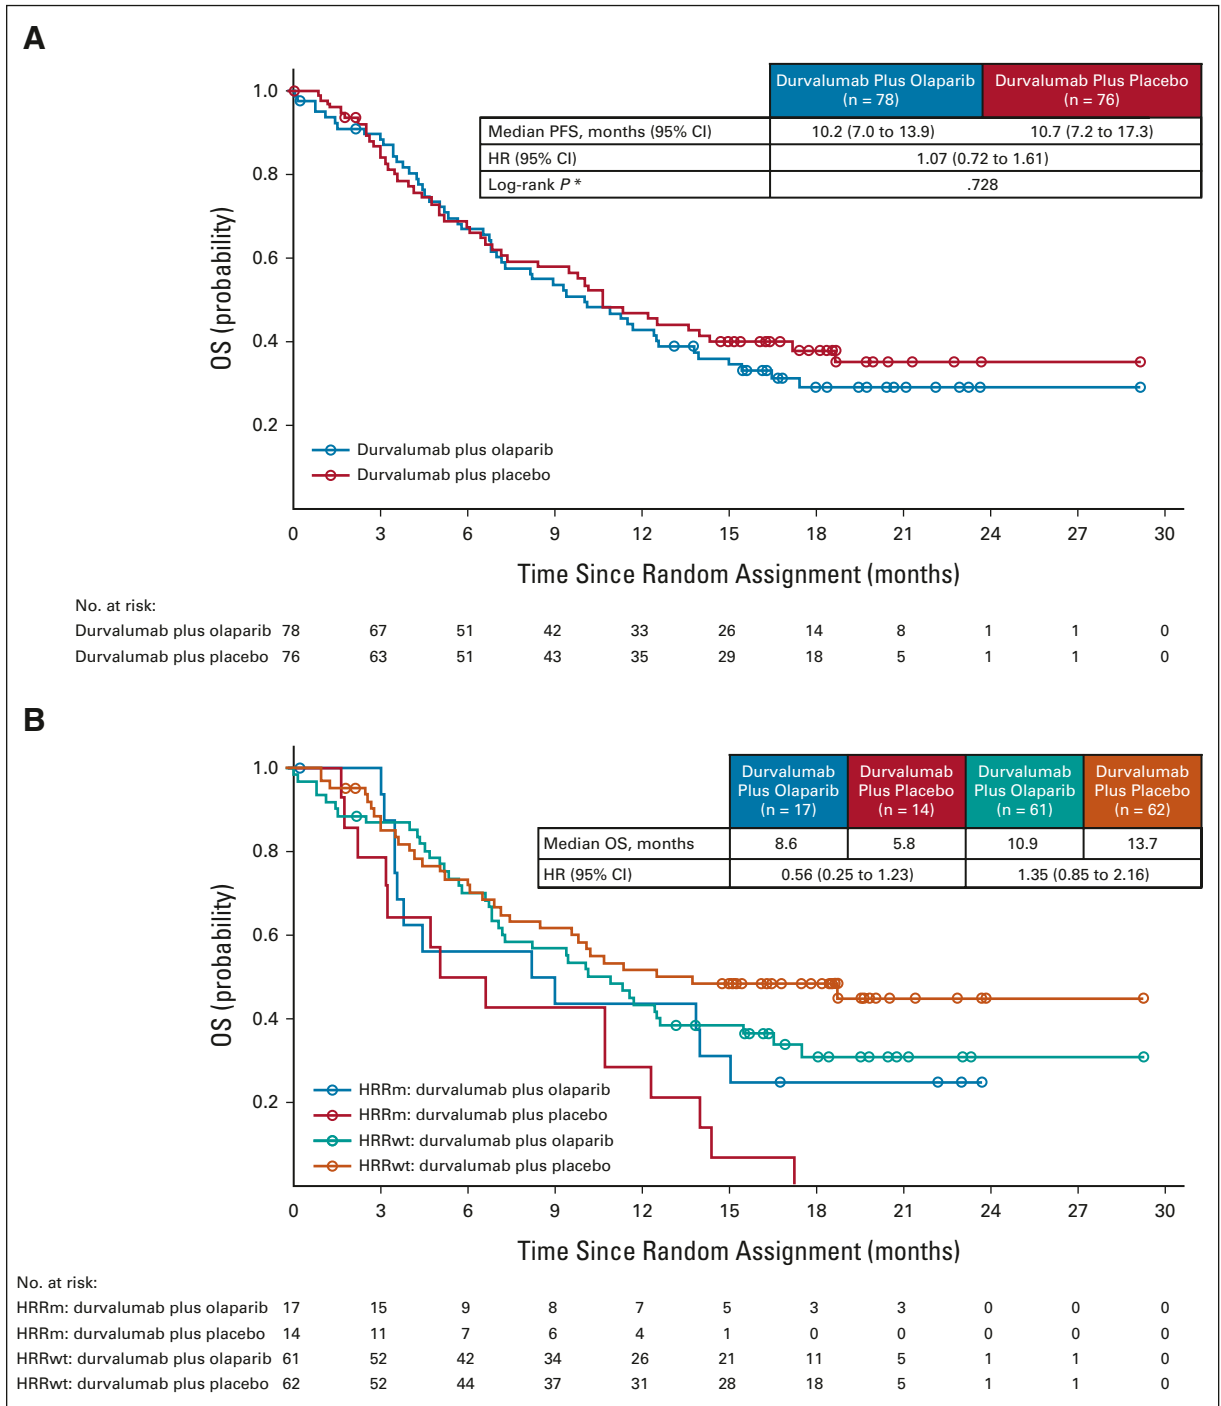 A
Durvalumab Plus Olaparib (n = 78) Durvalumab Plus Placebo (n = 76)
Median PFS, months (95% CI) 10.2 (7.0 to 13.9) 10.7 (7.2 to 17.3)
HR (95% CI) 1.07 (0.72 to 1.61)
Log-rank P * .728
OS (probability)
1.0
0.8
0.6
0.4
0.2
Durvalumab plus olaparib
Durvalumab plus placebo
0 3 6 9 12 15 18 21 24 27 30
Time Since Random Assignment (months)
No. at risk:
Durvalumab plus olaparib 78 67 51 42 33 26 14 8 1 1 0
Durvalumab plus placebo 76 63 51 43 35 29 18 5 1 1 0
B
Durvalumab Plus Olaparib (n = 17) Durvalumab Plus Placebo (n = 14) Durvalumab Plus Olaparib (n = 61) Durvalumab Plus Placebo (n = 62)
Median OS, months 8.6 5.8 10.9 13.7
HR (95% CI) 0.56 (0.25 to 1.23) 1.35 (0.85 to 2.16)
OS (probability)
1.0
0.8
0.6
0.4
0.2
HRRm: durvalumab plus olaparib
HRRm: durvalumab plus placebo
HRRwt: durvalumab plus olaparib
HRRwt: durvalumab plus placebo
0 3 6 9 12 15 18 21 24 27 30
Time Since Random Assignment (months)
No. at risk:
HRRm: durvalumab plus olaparib 17 15 9 8 7 5 3 3 0 0 0
HRRm: durvalumab plus placebo 14 11 7 6 4 1 0 0 0 0 0
HRRwt: durvalumab plus olaparib 61 52 42 34 26 21 11 5 1 1 0
HRRwt: durvalumab plus placebo 62 52 44 37 31 28 18 5 1 1 0